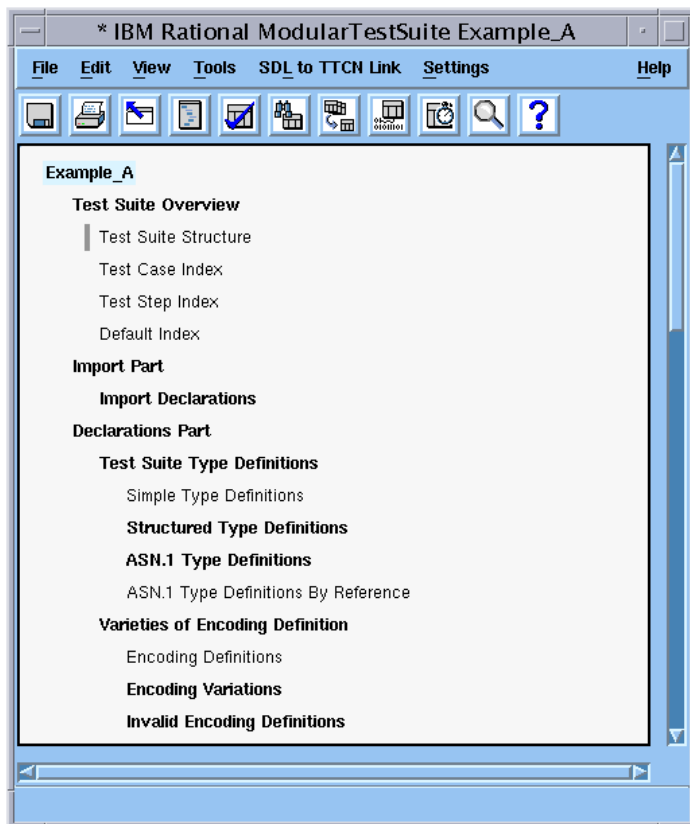 * IBM Rational ModularTestSuite Example_A
File Edit View Tools SDL to TTCN Link Settings Help
?
Example_A
Test Suite Overview
Test Suite Structure
Test Case Index
Test Step Index
Default Index
Import Part
Import Declarations
Declarations Part
Test Suite Type Definitions
Simple Type Definitions
Structured Type Definitions
ASN.1 Type Definitions
ASN.1 Type Definitions By Reference
Varieties of Encoding Definition
Encoding Definitions
Encoding Variations
Invalid Encoding Definitions